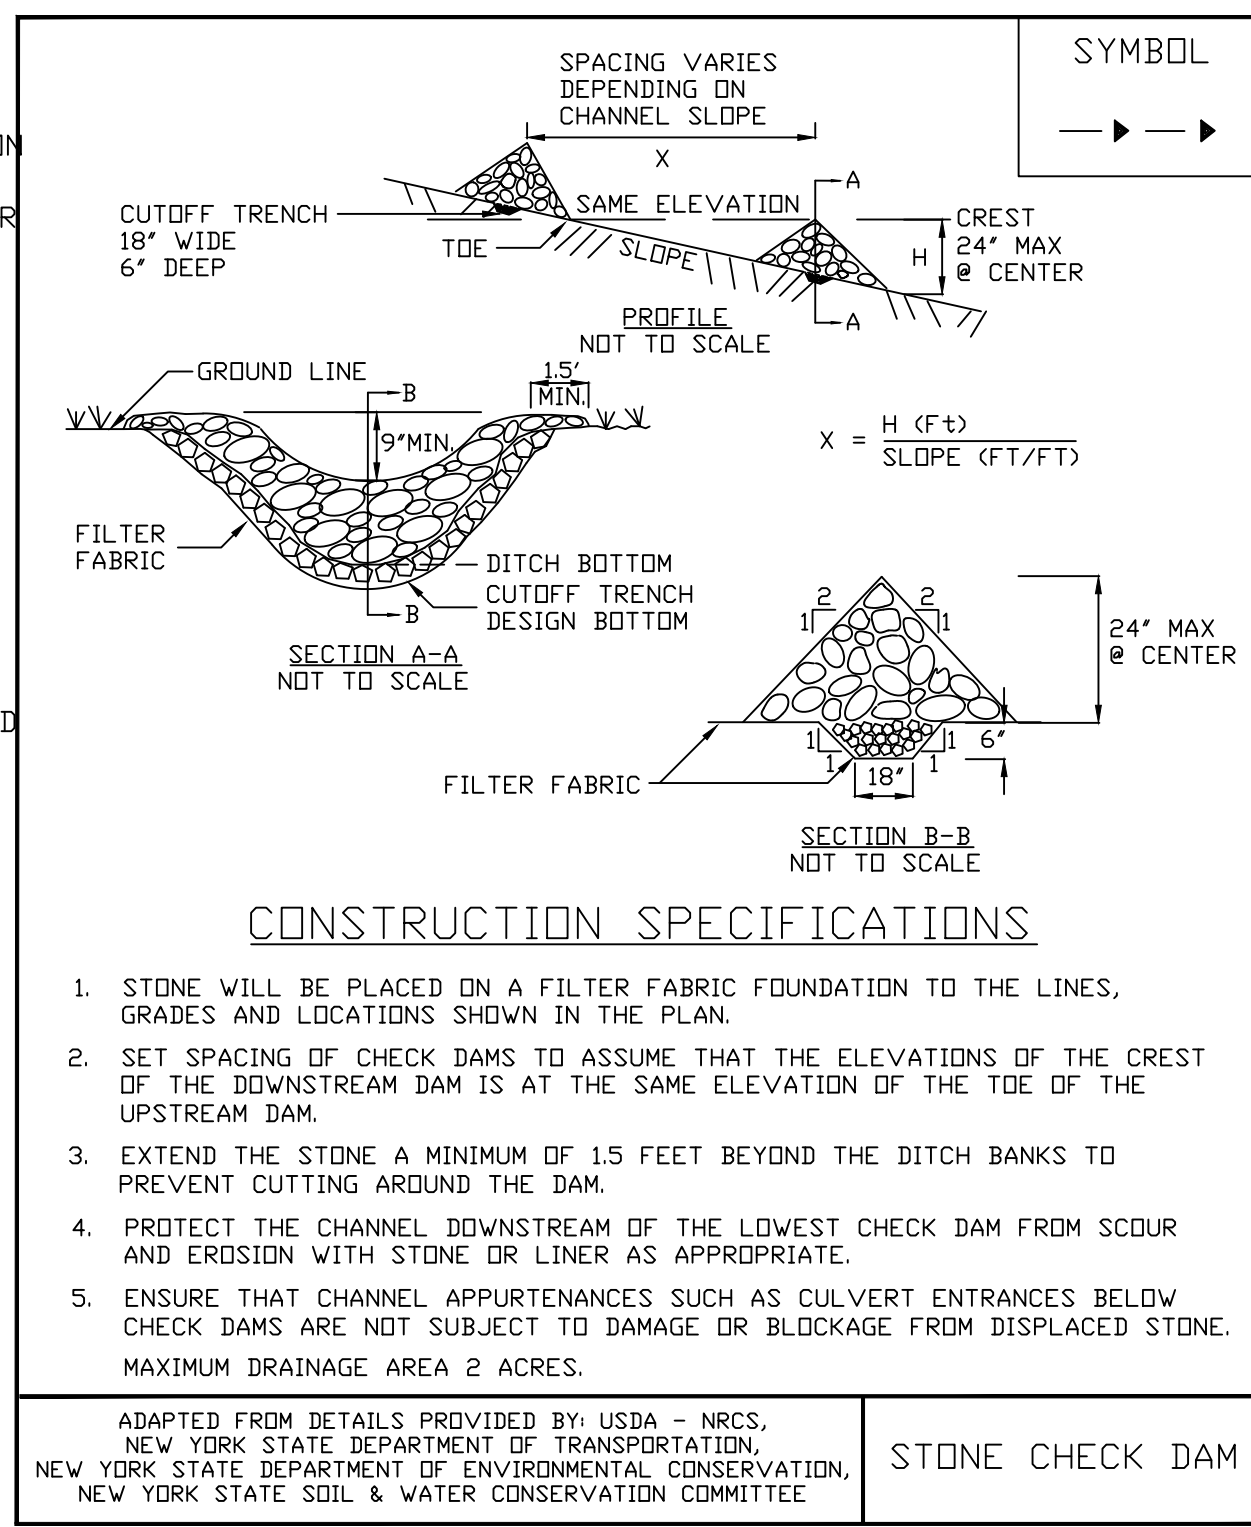 SYMBOL
SPACING VARIES
DEPENDING ON
CHANNEL SLOPE
X
A
SAME ELEVATION
CUTOFF TRENCH
18" WIDE
6" DEEP
TOE
SLOPE
H
CREST
24" MAX
@ CENTER
A
PROFILE
NOT TO SCALE
GROUND LINE
B
1.5'
MIN.
9"MIN.
X = H (Ft)
SLOPE (FT/FT)
FILTER
FABRIC
DITCH BOTTOM
CUTOFF TRENCH
DESIGN BOTTOM
B
SECTION A-A
NOT TO SCALE
2
1
2
1
24" MAX
@ CENTER
1
1
1
1
6"
18"
FILTER FABRIC
SECTION B-B
NOT TO SCALE
CONSTRUCTION SPECIFICATIONS
1. STONE WILL BE PLACED ON A FILTER FABRIC FOUNDATION TO THE LINES,
GRADES AND LOCATIONS SHOWN IN THE PLAN.
2. SET SPACING OF CHECK DAMS TO ASSUME THAT THE ELEVATIONS OF THE CREST
OF THE DOWNSTREAM DAM IS AT THE SAME ELEVATION OF THE TOE OF THE
UPSTREAM DAM.
3. EXTEND THE STONE A MINIMUM OF 1.5 FEET BEYOND THE DITCH BANKS TO
PREVENT CUTTING AROUND THE DAM.
4. PROTECT THE CHANNEL DOWNSTREAM OF THE LOWEST CHECK DAM FROM SCOUR
AND EROSION WITH STONE OR LINER AS APPROPRIATE.
5. ENSURE THAT CHANNEL APPURTENANCES SUCH AS CULVERT ENTRANCES BELOW
CHECK DAMS ARE NOT SUBJECT TO DAMAGE OR BLOCKAGE FROM DISPLACED STONE.
MAXIMUM DRAINAGE AREA 2 ACRES.
ADAPTED FROM DETAILS PROVIDED BY: USDA - NRCS,
NEW YORK STATE DEPARTMENT OF TRANSPORTATION,
NEW YORK STATE DEPARTMENT OF ENVIRONMENTAL CONSERVATION,
NEW YORK STATE SOIL & WATER CONSERVATION COMMITTEE
STONE CHECK DAM